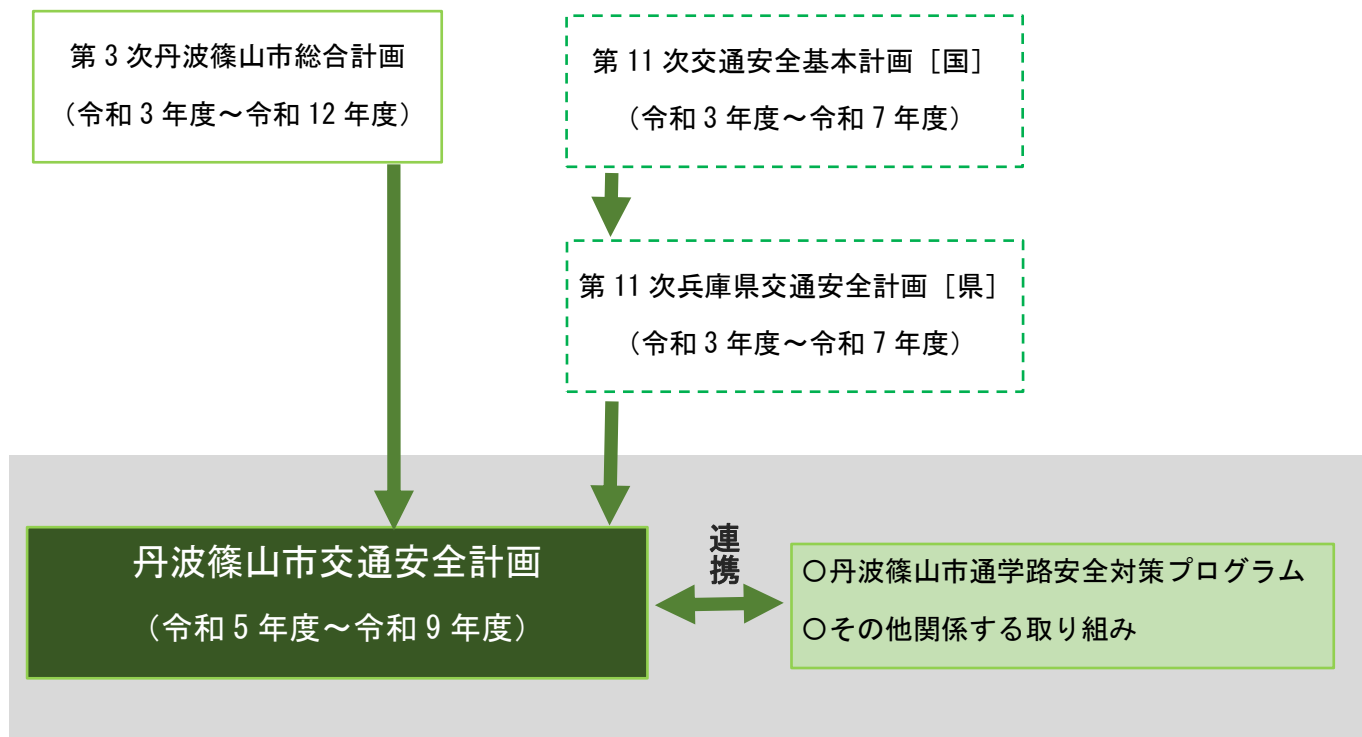 第3次丹波篠山市総合計画
（令和3年度～令和12年度）
第11次交通安全基本計画［国］
（令和3年度～令和7年度）
第11次兵庫県交通安全計画［県］
（令和3年度～令和7年度）
丹波篠山市交通安全計画
（令和5年度～令和9年度）
連携
〇丹波篠山市通学路安全対策プログラム
〇その他関係する取り組み